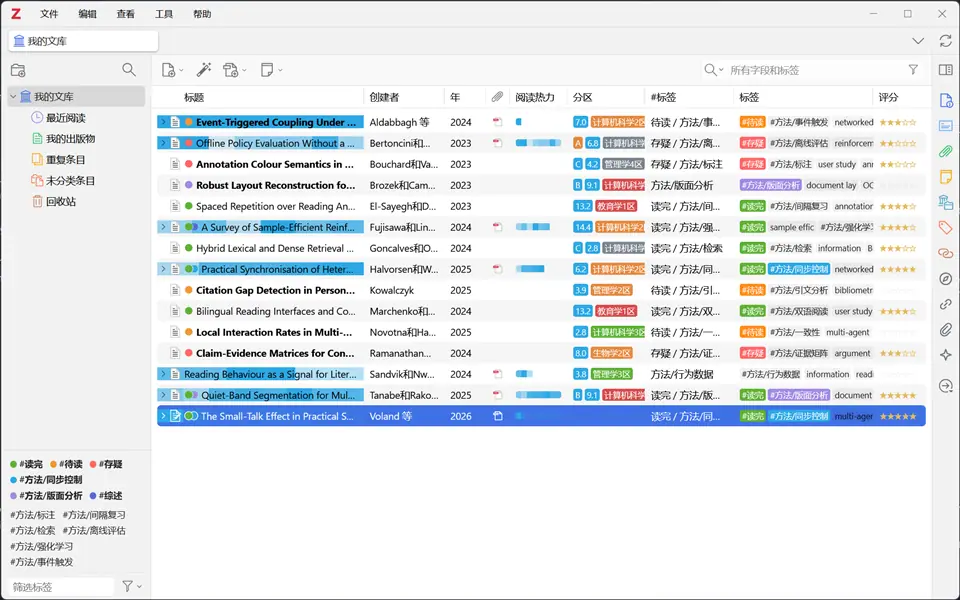 Z 文件 编辑 查看 工具 帮助
我的文库
所有字段和标签
我的文库
最近阅读
我的出版物
重复条目
未分类条目
回收站
标题 创建者 年 阅读热力 分区 #标签 标签 评分
Event-Triggered Coupling Under ... Aldabbagh 等 2024 7.0 计算机科学2区 待读 / 方法/事... #待读 #方法/事件触发 networked ★★★☆☆
Offline Policy Evaluation Without a ... Bertoncini和... 2023 A 6.8 计算机科学 存疑 / 方法/离... #存疑 #方法/离线评估 reinforcem ★★☆☆☆
Annotation Colour Semantics in ... Bouchard和Va... 2023 C 4.2 管理学4区 存疑 / 方法/标注 #存疑 #方法/标注 user study an ★★☆☆☆
Robust Layout Reconstruction fo... Brozek和Cam... 2023 B 9.1 计算机科学 方法/版面分析 #方法/版面分析 document lay OC
Spaced Repetition over Reading An... El-Sayegh和D... 2023 13.2 教育学1区 读完 / 方法/间... #读完 #方法/间隔复习 annotation ★★★★☆
A Survey of Sample-Efficient Reinf... Fujisawa和Lin... 2024 14.4 计算机科学2 读完 / 方法/强... #读完 sample effic #方法/强化学 ★★★★☆
Hybrid Lexical and Dense Retrieval ... Goncalves和O... 2024 C 2.8 计算机科学 读完 / 方法/检索 #读完 #方法/检索 information B ★★★☆☆
Practical Synchronisation of Heter... Halvorsen和W... 2025 6.2 计算机科学2区 读完 / 方法/同... #读完 #方法/同步控制 networked ★★★★★
Citation Gap Detection in Person... Kowalczyk 2025 3.9 管理学2区 待读 / 方法/引... #待读 #方法/引文分析 bibliometr
Bilingual Reading Interfaces and Co... Marchenko和I... 2024 13.2 教育学1区 读完 / 方法/双... #读完 #方法/双语阅读 user study ★★★★☆
Local Interaction Rates in Multi-... Novotna和Ha... 2025 2.8 计算机科学3区 待读 / 方法/一... #待读 #方法/一致性 multi-agent
Claim-Evidence Matrices for Con... Ramanathan... 2024 8.0 生物学2区 存疑 / 方法/证... #存疑 #方法/证据矩阵 argument ★★★☆☆
Reading Behaviour as a Signal for Liter... Sandvik和Nw... 2024 3.8 管理学3区 方法/行为数据 #方法/行为数据 information read
Quiet-Band Segmentation for Mul... Tanabe和Rako... 2024 B 9.1 计算机科学 读完 / 方法/版... #读完 #方法/版面分析 document ★★★★★
The Small-Talk Effect in Practical S... Voland 等 2026 读完 / 方法/同... #读完 #方法/同步控制 multi-ager ★★★★★
#读完 #待读 #存疑
#方法/同步控制
#方法/版面分析 #综述
#方法/标注 #方法/间隔复习
#方法/检索 #方法/离线评估
#方法/强化学习
#方法/事件触发
筛选标签